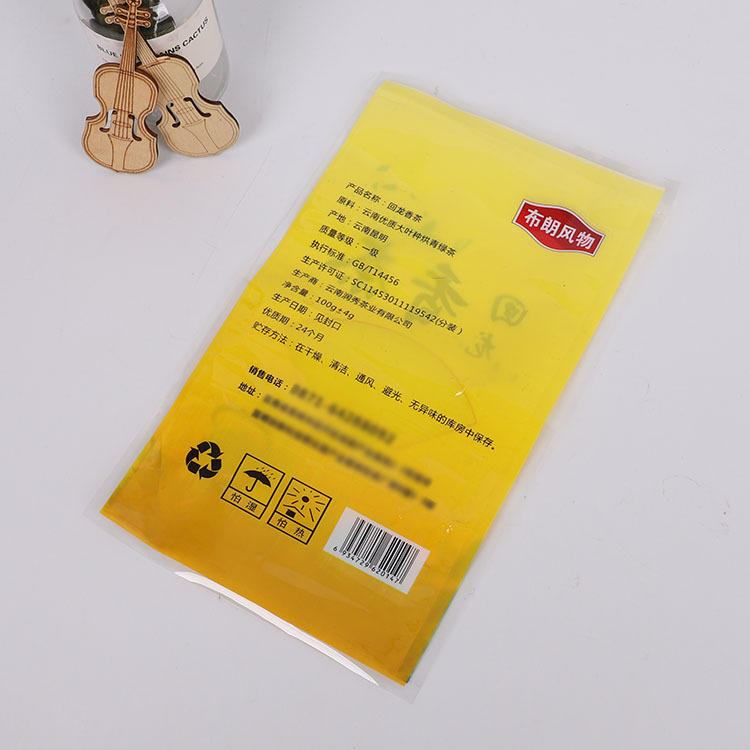 BLUE
INS CACTUS
布朗风物
产品名称：回龙香茶
原料：云南优质大叶种烘青绿茶
产地：云南昆明
质量等级：一级
执行标准：GB/T14456
生产许可证：SC11453011119542(分装)
生产商：云南润秀茶业有限公司
净含量：100g±4g
生产日期：见封口
优质期：24个月
贮存方法：在干燥、清洁、通风、避光、无异味的库房中保存。
销售电话：
地址：
怕湿
怕热
6934729620147
回龙